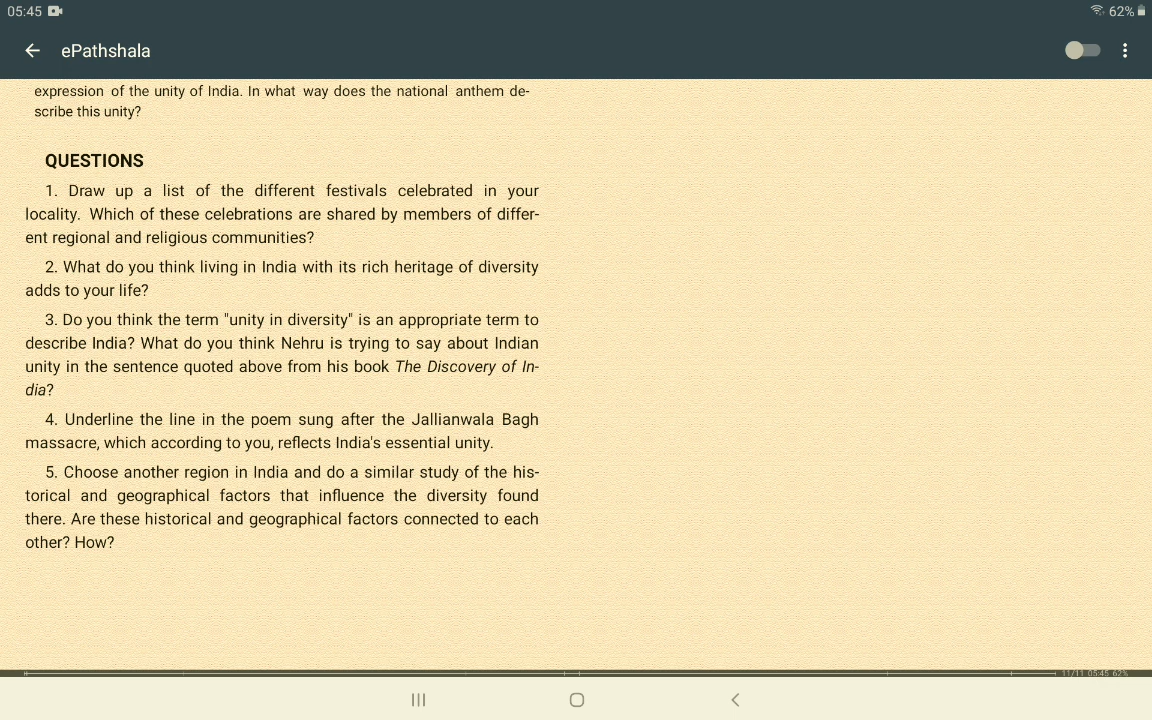 05:45 62%
ePathshala
expression of the unity of India. In what way does the national anthem de-
scribe this unity?
QUESTIONS
1. Draw up a list of the different festivals celebrated in your
locality. Which of these celebrations are shared by members of differ-
ent regional and religious communities?
2. What do you think living in India with its rich heritage of diversity
adds to your life?
3. Do you think the term "unity in diversity" is an appropriate term to
describe India? What do you think Nehru is trying to say about Indian
unity in the sentence quoted above from his book The Discovery of In-
dia?
4. Underline the line in the poem sung after the Jallianwala Bagh
massacre, which according to you, reflects India's essential unity.
5. Choose another region in India and do a similar study of the his-
torical and geographical factors that influence the diversity found
there. Are these historical and geographical factors connected to each
other? How?
11/11 05:45 62%